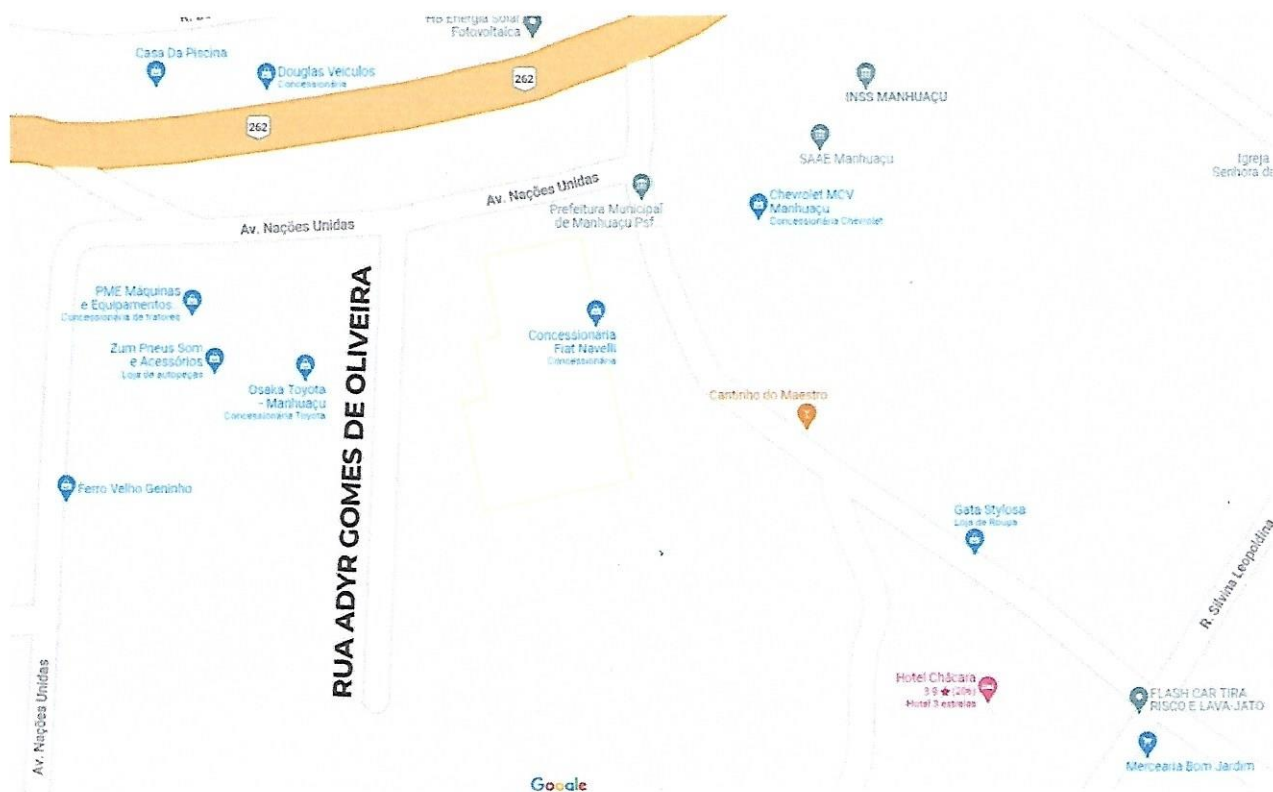 HB Energia Solar
Fotovoltaica
Casa Da Piscina
Douglas Veiculos
Concessionária
262
262
INSS MANHUAÇU
SAAE Manhuaçu
Igreja
Senhora da
Av. Nações Unidas
Prefeitura Municipal
de Manhuaçu Psf
Chevrolet MCV
Manhuaçu
Concessionária Chevrolet
Av. Nações Unidas
PME Máquinas
e Equipamentos
Concessionária de tratores
Zum Pneus Som
e Acessórios
Loja de autopeças
Osaka Toyota
- Manhuaçu
Concessionária Toyota
RUA ADYR GOMES DE OLIVEIRA
Concessionária
Fiat Navelli
Concessionária
Cantinho do Maestro
Ferro Velho Geninho
Gata Stylosa
Loja de Roupa
R. Silvina Leopoldina
Av. Nações Unidas
Hotel Chácara
3.9 ★ (206)
Hotel 3 estrelas
FLASH CAR TIRA
RISCO E LAVA-JATO
Mercearia Bom Jardim
Google